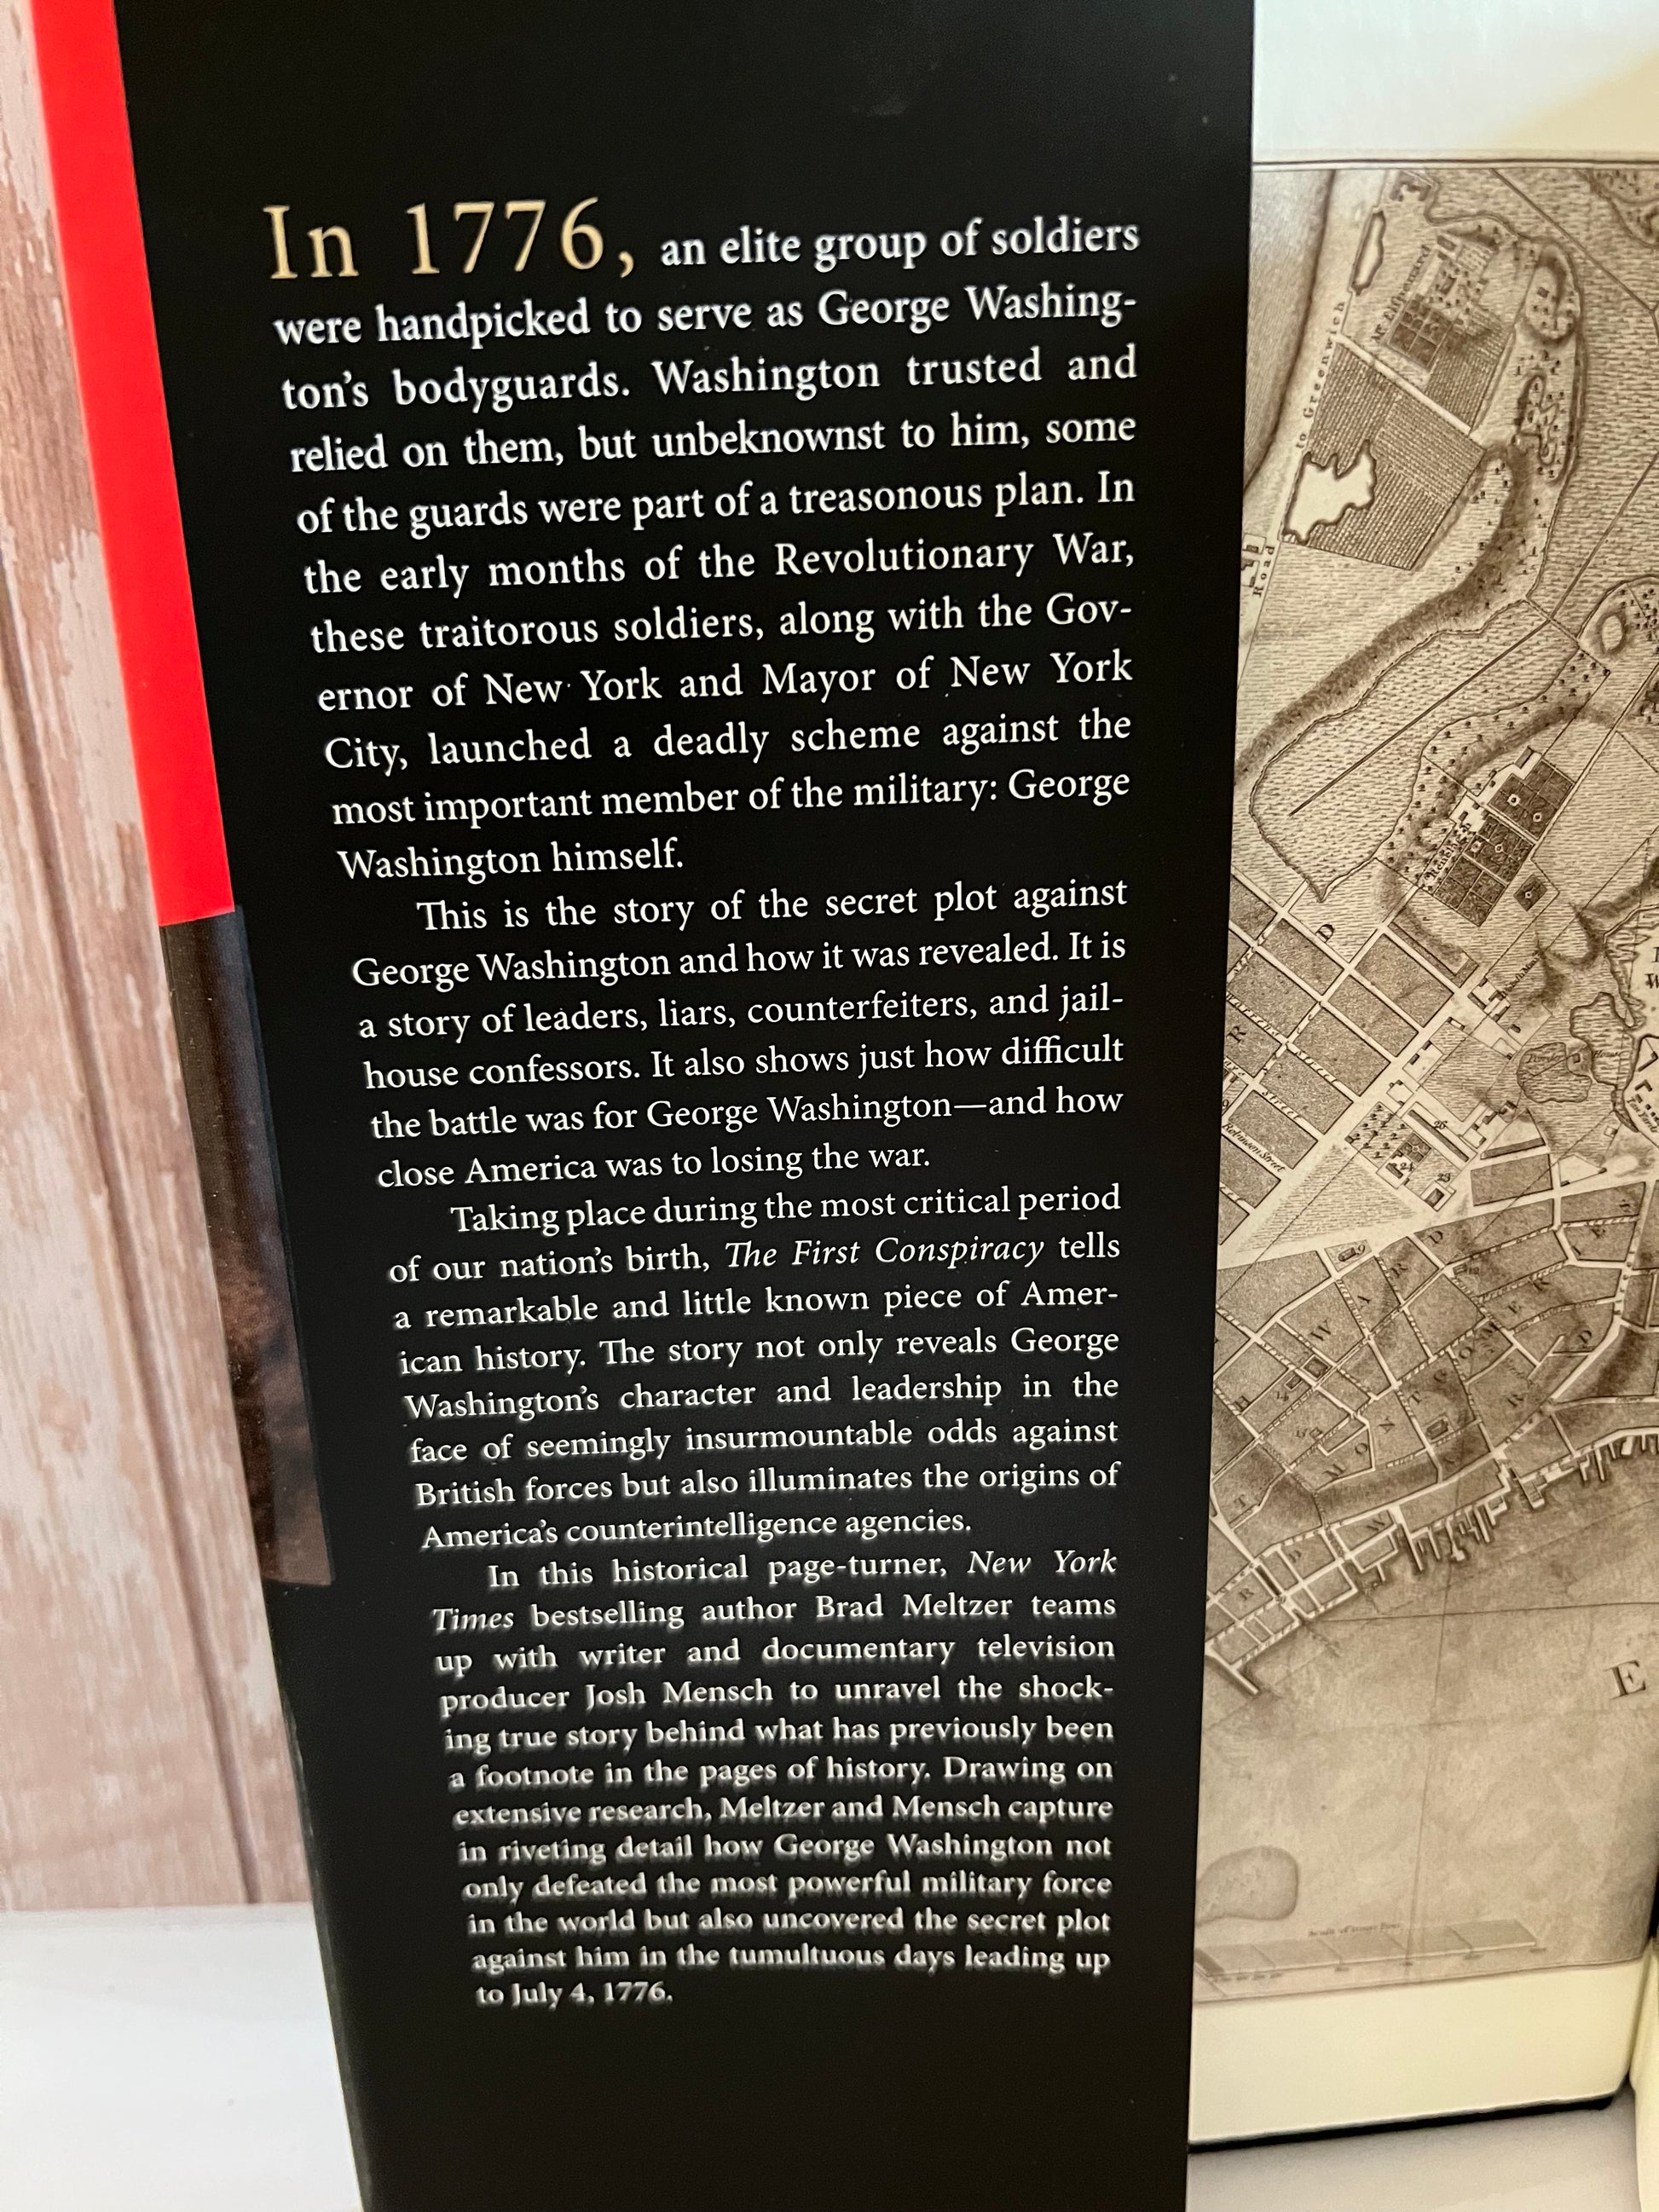 In 1776, an elite group of soldiers
were handpicked to serve as George Washing-
ton's bodyguards. Washington trusted and
relied on them, but unbeknownst to him, some
of the guards were part of a treasonous plan. In
the early months of the Revolutionary War,
these traitorous soldiers, along with the Gov-
ernor of New York and Mayor of New York
City, launched a deadly scheme against the
most important member of the military: George
Washington himself.
This is the story of the secret plot against
George Washington and how it was revealed. It is
a story of leaders, liars, counterfeiters, and jail-
house confessors. It also shows just how difficult
the battle was for George Washington—and how
close America was to losing the war.
Taking place during the most critical period
of our nation's birth, The First Conspiracy tells
a remarkable and little known piece of Amer-
ican history. The story not only reveals George
Washington's character and leadership in the
face of seemingly insurmountable odds against
British forces but also illuminates the origins of
America's counterintelligence agencies.
In this historical page-turner, New York
Times bestselling author Brad Meltzer teams
up with writer and documentary television
producer Josh Mensch to unravel the shock-
ing true story behind what has previously been
a footnote in the pages of history. Drawing on
extensive research, Meltzer and Mensch capture
in riveting detail how George Washington not
only defeated the most powerful military force
in the world but also uncovered the secret plot
against him in the tumultuous days leading up
to July 4, 1776.
to Greenwich
Road
D
R
Street
Robinson Street
26
24
23
WARD
MONTGOMERIE
WARD
E